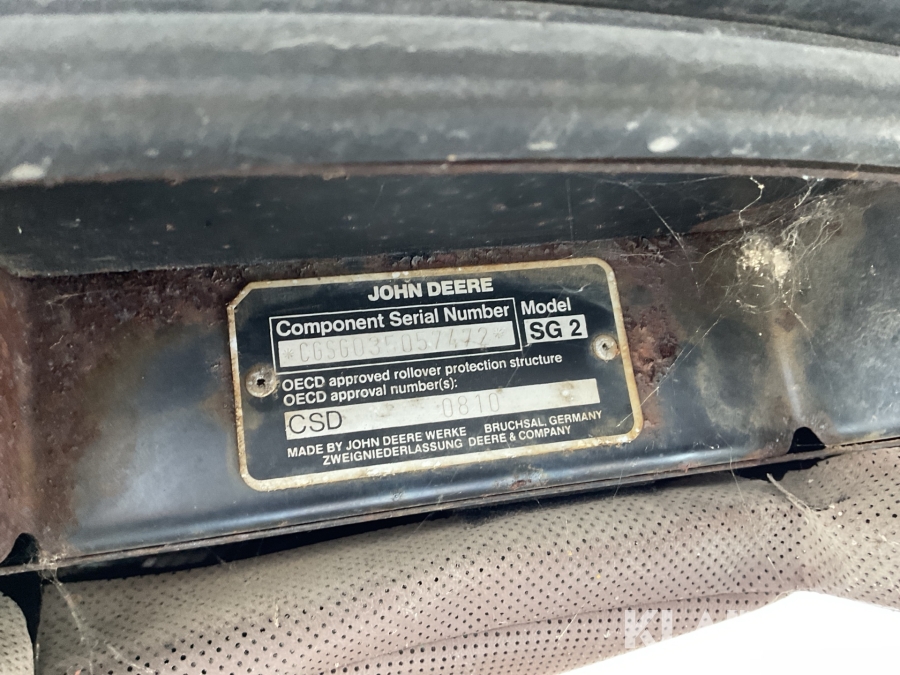 JOHN DEERE
Component Serial Number
Model
SG 2
OECD approved rollover protection structure
OECD approval number(s):
CSD 0810
MADE BY JOHN DEERE WERKE BRUCHSAL, GERMANY
ZWEIGNIEDERLASSUNG DEERE & COMPANY